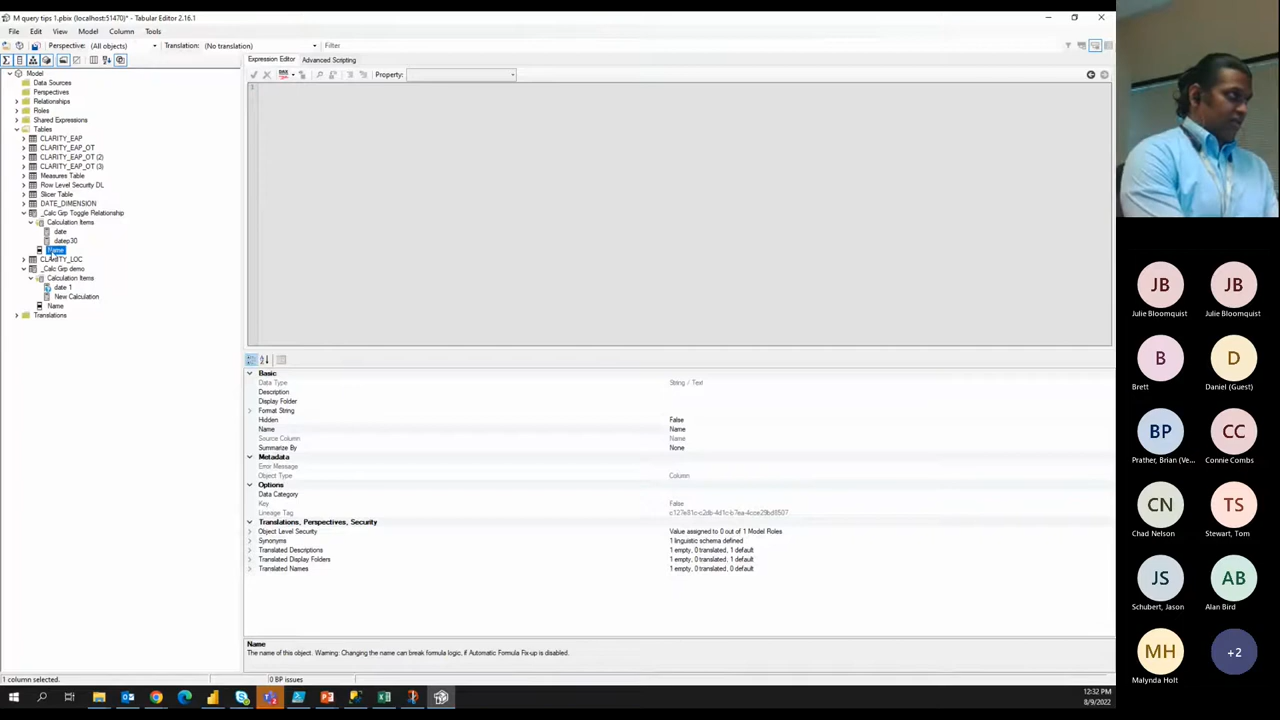 M query tips 1.pbix (localhost:51470)* - Tabular Editor 2.16.1
File Edit View Model Column Tools
Perspective: (All objects) Translation: (No translation) Filter
Expression Editor Advanced Scripting
Property:
1
Model
Data Sources
Perspectives
Relationships
Roles
Shared Expressions
Tables
CLARITY_EAP
CLARITY_EAP_OT
CLARITY_EAP_OT (2)
CLARITY_EAP_OT (3)
Measures Table
Row Level Security DL
Slicer Table
DATE_DIMENSION
_Calc Grp Toggle Relationship
Calculation Items
date
datep30
Name
CLARITY_LOC
_Calc Grp demo
Calculation Items
date 1
New Calculation
Name
Translations
Basic
Data Type String / Text
Description
Display Folder
Format String
Hidden False
Name Name
Source Column Name
Summarize By None
Metadata
Error Message
Object Type Column
Options
Data Category
Key False
Lineage Tag
Translations, Perspectives, Security
Object Level Security Value assigned to 0 out of 1 Model Roles
Synonyms 1 linguistic schema defined
Translated Descriptions 1 empty, 0 translated, 1 default
Translated Display Folders 1 empty, 0 translated, 1 default
Translated Names 1 empty, 0 translated, 0 default
Name
The name of this object. Warning: Changing the name can break formula logic, if Automatic Formula Fix-up is disabled.
1 column selected. 0 BP issues
12:32 PM
8/9/2022
JB JB
Julie Bloomquist Julie Bloomquist
B D
Brett Daniel (Guest)
BP CC
Prather, Brian (Ve... Connie Combs
CN TS
Chad Nelson Stewart, Tom
JS AB
Schubert, Jason Alan Bird
MH +2
Malynda Holt